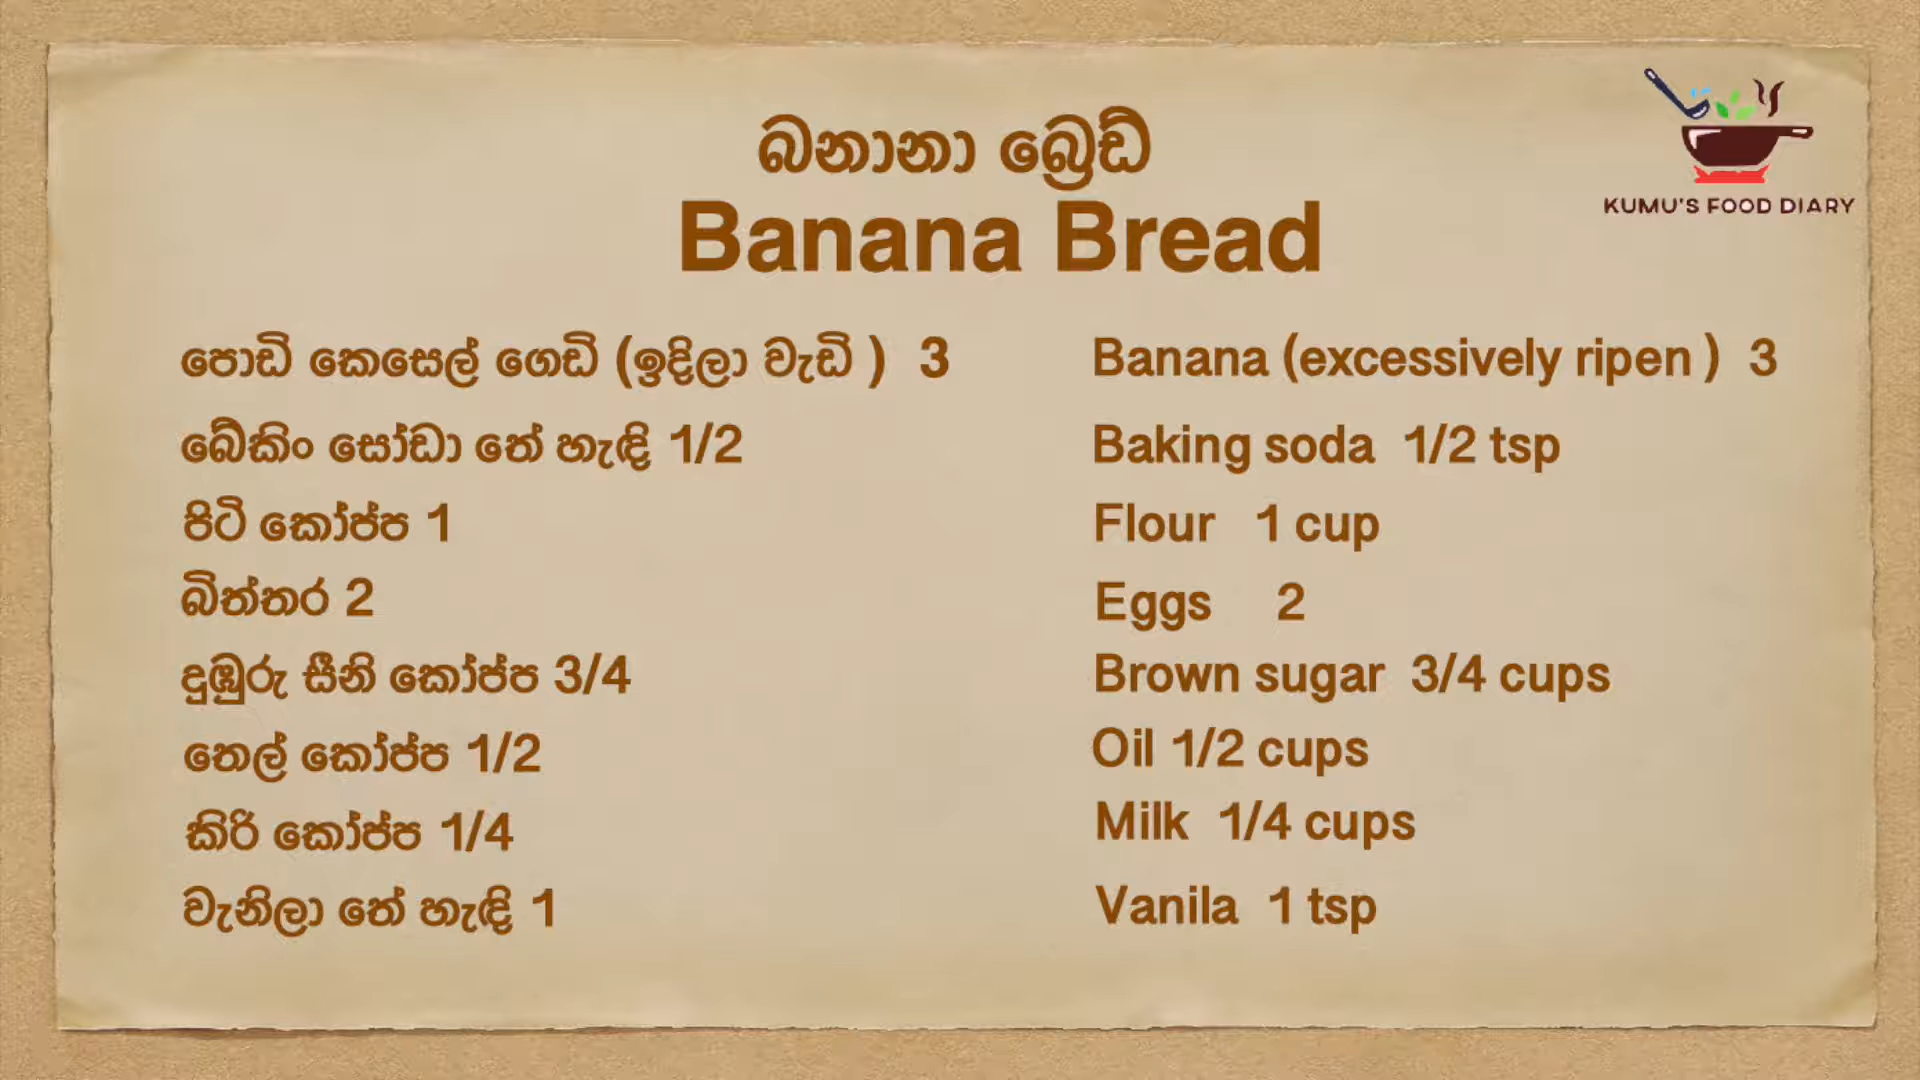 බනානා බ්‍රෙඩ්
Banana Bread
KUMU'S FOOD DIARY
පොඩි කෙසෙල් ගෙඩි (ඉදිලා වැඩි ) 3
බේකිං සෝඩා තේ හැඳි 1/2
පිටි කෝප්ප 1
බිත්තර 2
දුඹුරු සීනි කෝප්ප 3/4
තෙල් කෝප්ප 1/2
කිරි කෝප්ප 1/4
වැනිලා තේ හැඳි 1
Banana (excessively ripen ) 3
Baking soda 1/2 tsp
Flour 1 cup
Eggs 2
Brown sugar 3/4 cups
Oil 1/2 cups
Milk 1/4 cups
Vanila 1 tsp